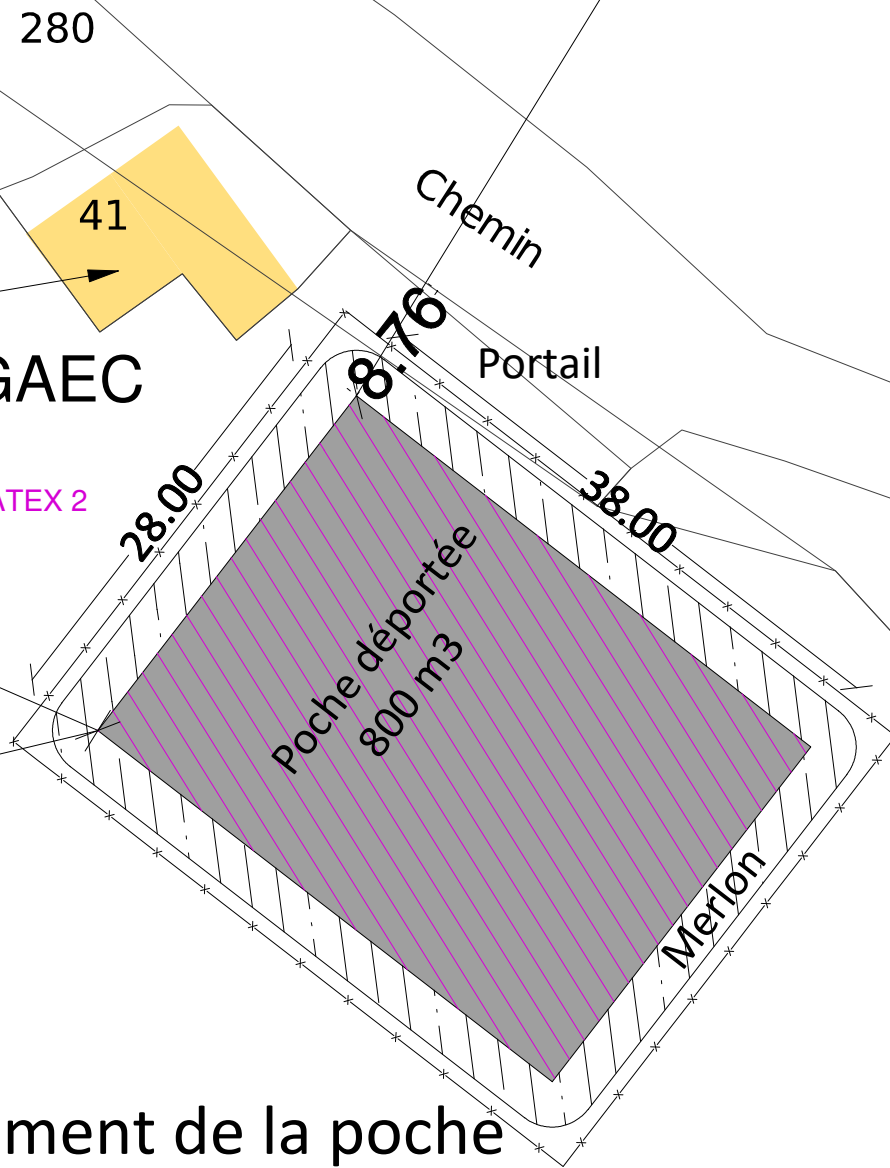 280
Chemin
41
8.76
Portail
GAEC
28.00
ATEX 2
38.00
Poche déportée
800 m3
Merlon
ment de la poche